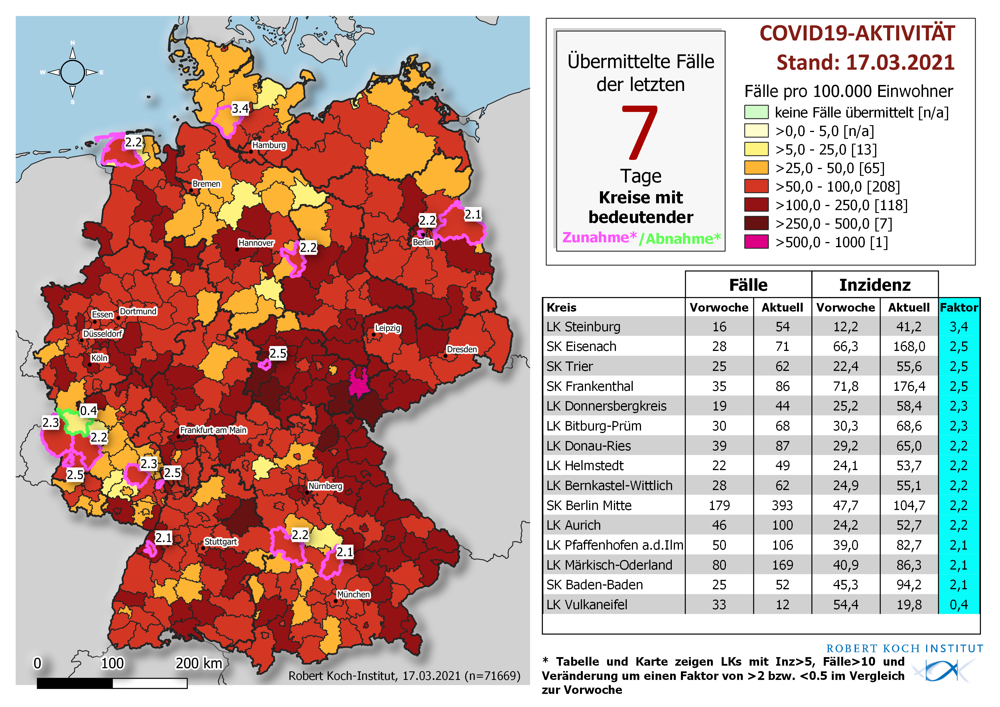 N
W
E
S
3.4
2.2
Hamburg
Bremen
2.1
2.2
Berlin
Hannover
2.2
Essen
Dortmund
Düsseldorf
Leipzig
Köln
2.5
Dresden
0.4
2.3
2.2
Frankfurt am Main
2.3
2.5
2.5
Nürnberg
2.1
2.2
Stuttgart
2.1
München
0
100
200 km
Robert Koch-Institut, 17.03.2021 (n=71669)
Übermittelte Fälle
der letzten
7
Tage
Kreise mit
bedeutender
Zunahme*/Abnahme*
COVID19-AKTIVITÄT
Stand: 17.03.2021
Fälle pro 100.000 Einwohner
keine Fälle übermittelt [n/a]
>0,0 - 5,0 [n/a]
>5,0 - 25,0 [13]
>25,0 - 50,0 [65]
>50,0 - 100,0 [208]
>100,0 - 250,0 [118]
>250,0 - 500,0 [7]
>500,0 - 1000 [1]
Fälle Inzidenz
Kreis Vorwoche Aktuell Vorwoche Aktuell Faktor
LK Steinburg 16 54 12,2 41,2 3,4
SK Eisenach 28 71 66,3 168,0 2,5
SK Trier 25 62 22,4 55,6 2,5
SK Frankenthal 35 86 71,8 176,4 2,5
LK Donnersbergkreis 19 44 25,2 58,4 2,3
LK Bitburg-Prüm 30 68 30,3 68,6 2,3
LK Donau-Ries 39 87 29,2 65,0 2,2
LK Helmstedt 22 49 24,1 53,7 2,2
LK Bernkastel-Wittlich 28 62 24,9 55,1 2,2
SK Berlin Mitte 179 393 47,7 104,7 2,2
LK Aurich 46 100 24,2 52,7 2,2
LK Pfaffenhofen a.d.Ilm 50 106 39,0 82,7 2,1
LK Märkisch-Oderland 80 169 40,9 86,3 2,1
SK Baden-Baden 25 52 45,3 94,2 2,1
LK Vulkaneifel 33 12 54,4 19,8 0,4
ROBERT KOCH INSTITUT
* Tabelle und Karte zeigen LKs mit Inz>5, Fälle>10 und
Veränderung um einen Faktor von >2 bzw. <0.5 im Vergleich
zur Vorwoche